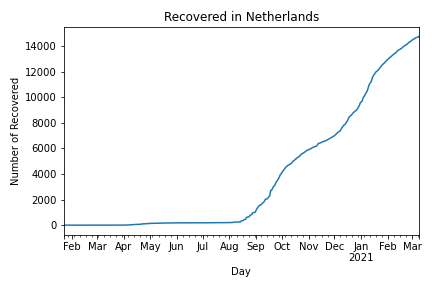 Recovered in Netherlands
Number of Recovered
14000
12000
10000
8000
6000
4000
2000
0
Feb Mar Apr May Jun Jul Aug Sep Oct Nov Dec Jan Feb Mar
2021
Day